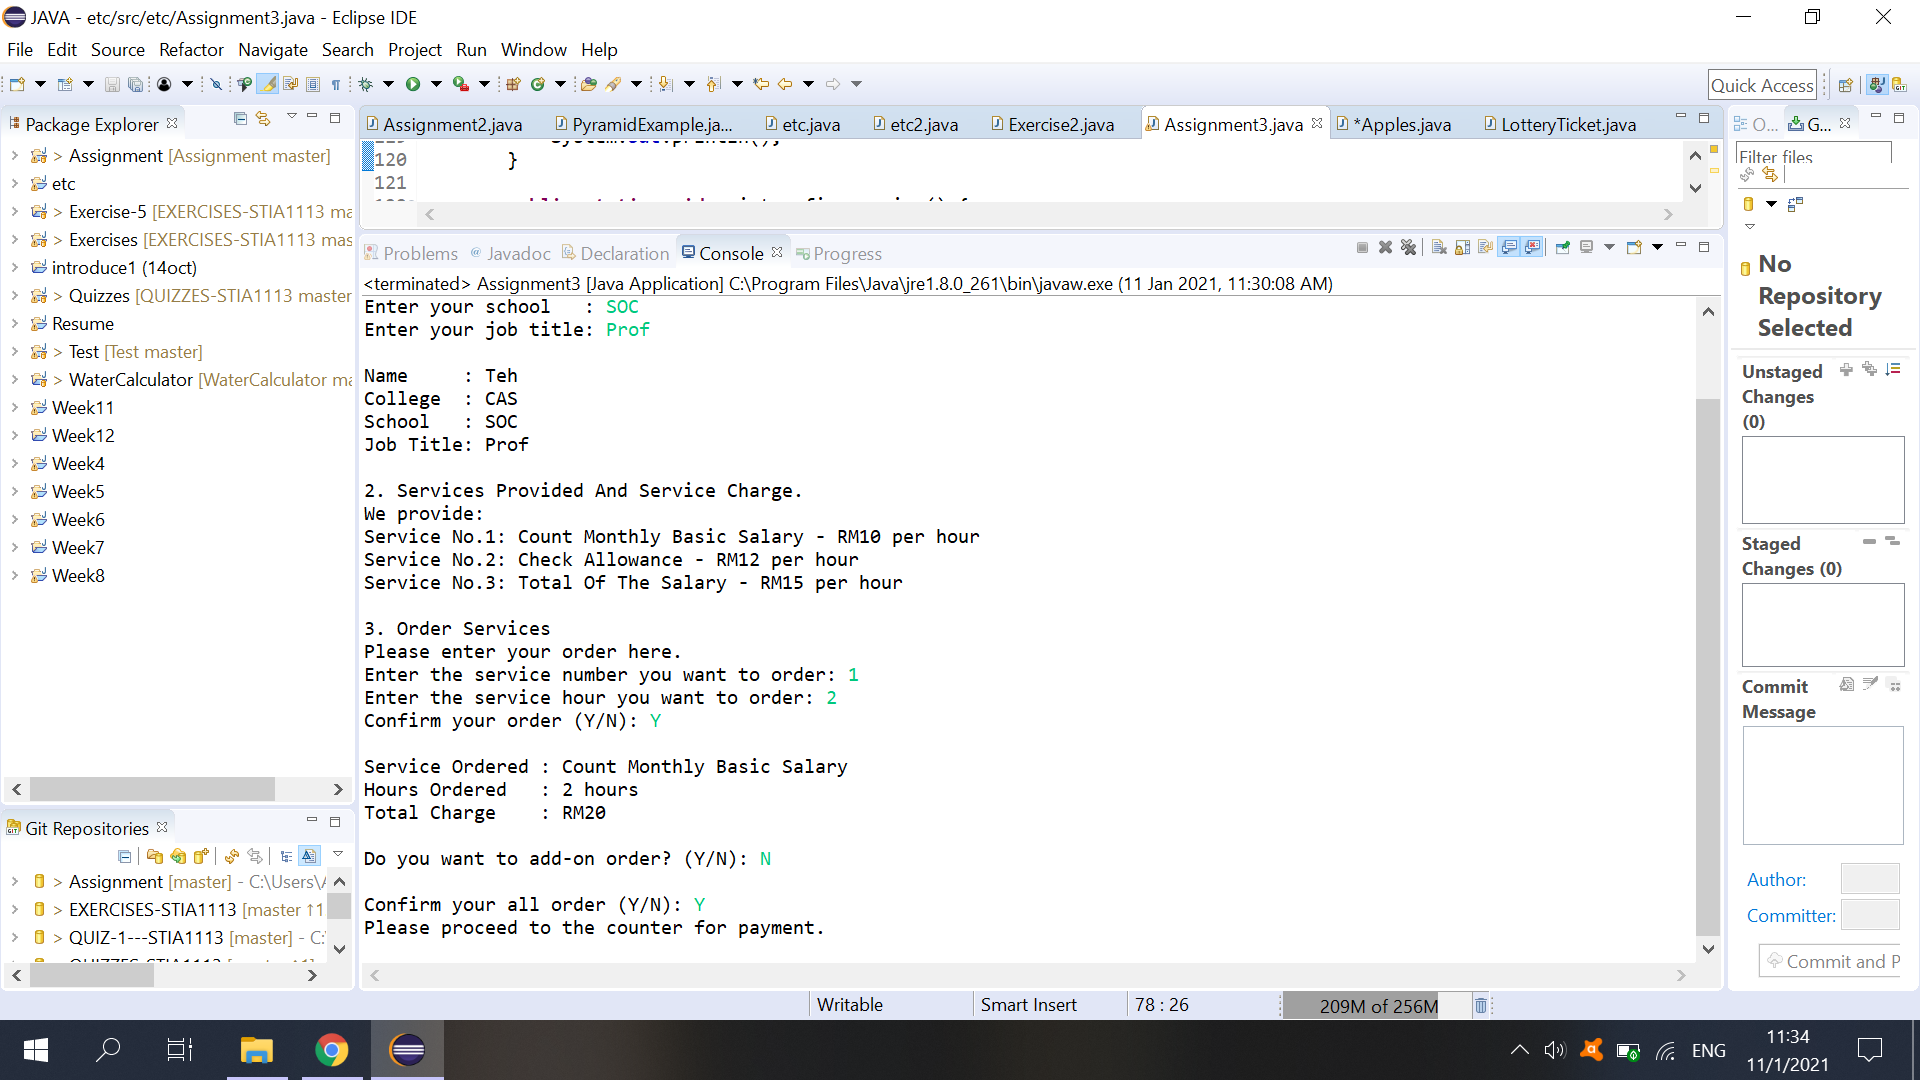 JAVA - etc/src/etc/Assignment3.java - Eclipse IDE
File Edit Source Refactor Navigate Search Project Run Window Help
Quick Access
Package Explorer
> Assignment [Assignment master]
etc
> Exercise-5 [EXERCISES-STIA1113 ma
> Exercises [EXERCISES-STIA1113 mas
introduce1 (14oct)
> Quizzes [QUIZZES-STIA1113 master
Resume
> Test [Test master]
> WaterCalculator [WaterCalculator ma
Week11
Week12
Week4
Week5
Week6
Week7
Week8
Git Repositories
> Assignment [master] - C:\Users\A
> EXERCISES-STIA1113 [master ↑1
> QUIZ-1---STIA1113 [master] - C:
Assignment2.java PyramidExample.ja... etc.java etc2.java Exercise2.java Assignment3.java *Apples.java LotteryTicket.java
120 }
121
Problems Javadoc Declaration Console Progress
<terminated> Assignment3 [Java Application] C:\Program Files\Java\jre1.8.0_261\bin\javaw.exe (11 Jan 2021, 11:30:08 AM)
Enter your school   : SOC
Enter your job title: Prof
Name     : Teh
College  : CAS
School   : SOC
Job Title: Prof
2. Services Provided And Service Charge.
We provide:
Service No.1: Count Monthly Basic Salary - RM10 per hour
Service No.2: Check Allowance - RM12 per hour
Service No.3: Total Of The Salary - RM15 per hour
3. Order Services
Please enter your order here.
Enter the service number you want to order: 1
Enter the service hour you want to order: 2
Confirm your order (Y/N): Y
Service Ordered : Count Monthly Basic Salary
Hours Ordered   : 2 hours
Total Charge    : RM20
Do you want to add-on order? (Y/N): N
Confirm your all order (Y/N): Y
Please proceed to the counter for payment.
O... G...
Filter files
No
Repository
Selected
Unstaged
Changes
(0)
Staged
Changes (0)
Commit
Message
Author:
Committer:
Commit and P
Writable Smart Insert 78 : 26 209M of 256M
ENG
11:34
11/1/2021